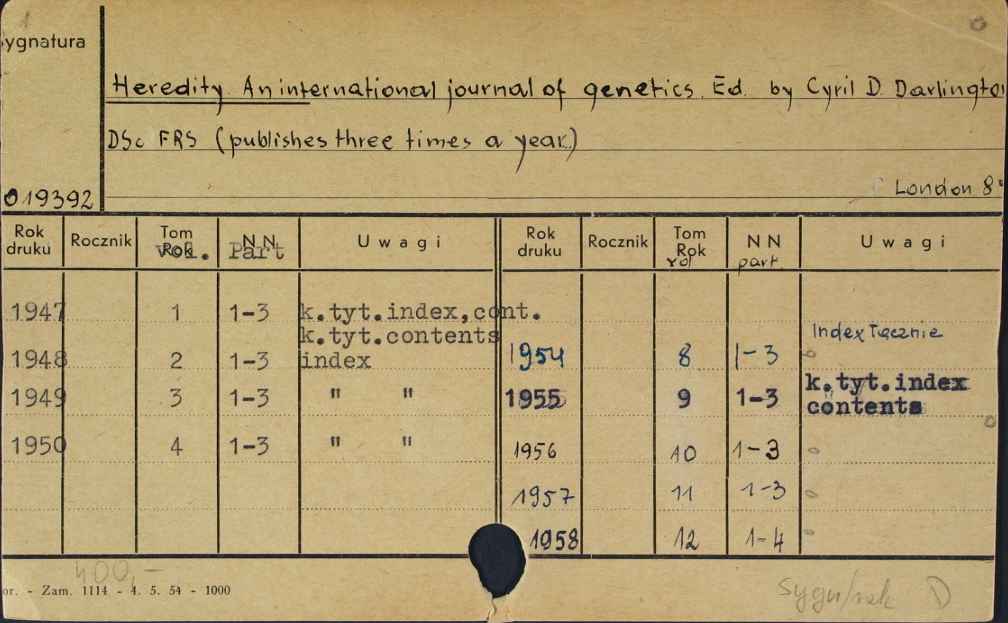 ygnatura
Heredity. An international journal of genetics. Ed. by Cyril D. Darlingto
DSc FRS (publishes three times a year)
019392
London 8°
Rok druku Rocznik Tom Rok vol. NN Part Uwagi
1947 1 1-3 k.tyt.index,cont.
k.tyt.contents
1948 2 1-3 index
1949 3 1-3 " "
1950 4 1-3 " "
Rok druku Rocznik Tom Rok vol NN part. Uwagi
Index łącznie
1954 8 1-3
1955 9 1-3 k.tyt.index
contents
1956 10 1-3
1957 11 1-3
1958 12 1-4
400,-
or. - Zam. 1114 - 4. 5. 54 - 1000
D